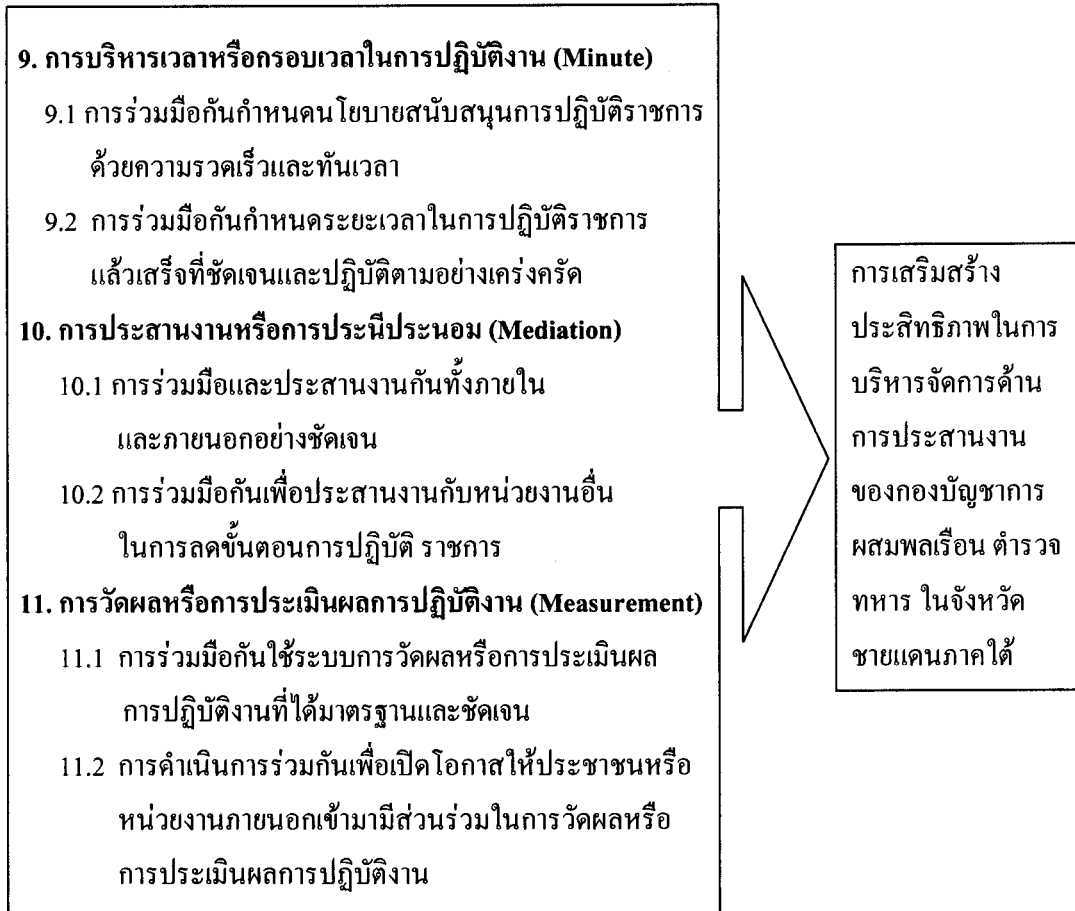 9. การบริหารเวลาหรือกรอบเวลาในการปฏิบัติงาน (Minute)
9.1 การร่วมมือกันกำหนดนโยบายสนับสนุนการปฏิบัติราชการ
ด้วยความรวดเร็วและทันเวลา
9.2 การร่วมมือกันกำหนดระยะเวลาในการปฏิบัติราชการ
แล้วเสร็จที่ชัดเจนและปฏิบัติตามอย่างเคร่งครัด
10. การประสานงานหรือการประนีประนอม (Mediation)
10.1 การร่วมมือและประสานงานกันทั้งภายใน
และภายนอกอย่างชัดเจน
10.2 การร่วมมือกันเพื่อประสานงานกับหน่วยงานอื่น
ในการลดขั้นตอนการปฏิบัติ ราชการ
11. การวัดผลหรือการประเมินผลการปฏิบัติงาน (Measurement)
11.1 การร่วมมือกันใช้ระบบการวัดผลหรือการประเมินผล
การปฏิบัติงานที่ได้มาตรฐานและชัดเจน
11.2 การดำเนินการร่วมกันเพื่อเปิดโอกาสให้ประชาชนหรือ
หน่วยงานภายนอกเข้ามามีส่วนร่วมในการวัดผลหรือ
การประเมินผลการปฏิบัติงาน
การเสริมสร้าง
ประสิทธิภาพในการ
บริหารจัดการด้าน
การประสานงาน
ของกองบัญชาการ
ผสมพลเรือน ตำรวจ
ทหาร ในจังหวัด
ชายแดนภาคใต้